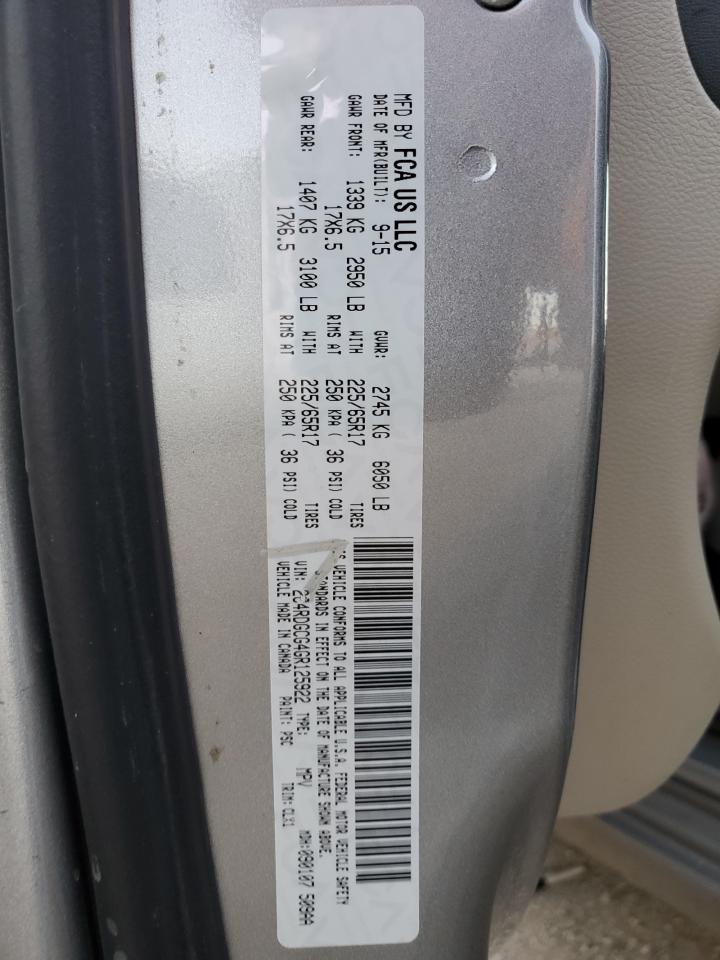 MFD BY FCA US LLC
DATE OF MFR(BUILT): 9-15 GVWR: 2745 KG 6050 LB
GAWR FRONT: 1339 KG 2950 LB WITH 225/65R17 TIRES
17X6.5 RIMS AT 250 KPA ( 36 PSI) COLD
GAWR REAR: 1407 KG 3100 LB WITH 225/65R17 TIRES
17X6.5 RIMS AT 250 KPA ( 36 PSI) COLD
VEHICLE CONFORMS TO ALL APPLICABLE U.S.A. FEDERAL MOTOR VEHICLE SAFETY
STANDARDS IN EFFECT ON THE DATE OF MANUFACTURE SHOWN ABOVE.
VIN: 2C4RDGCG4GR125922 TYPE: MPV MDH:090107 509AA
VEHICLE MADE IN CANADA PAINT: PSC TRIM: CLX1